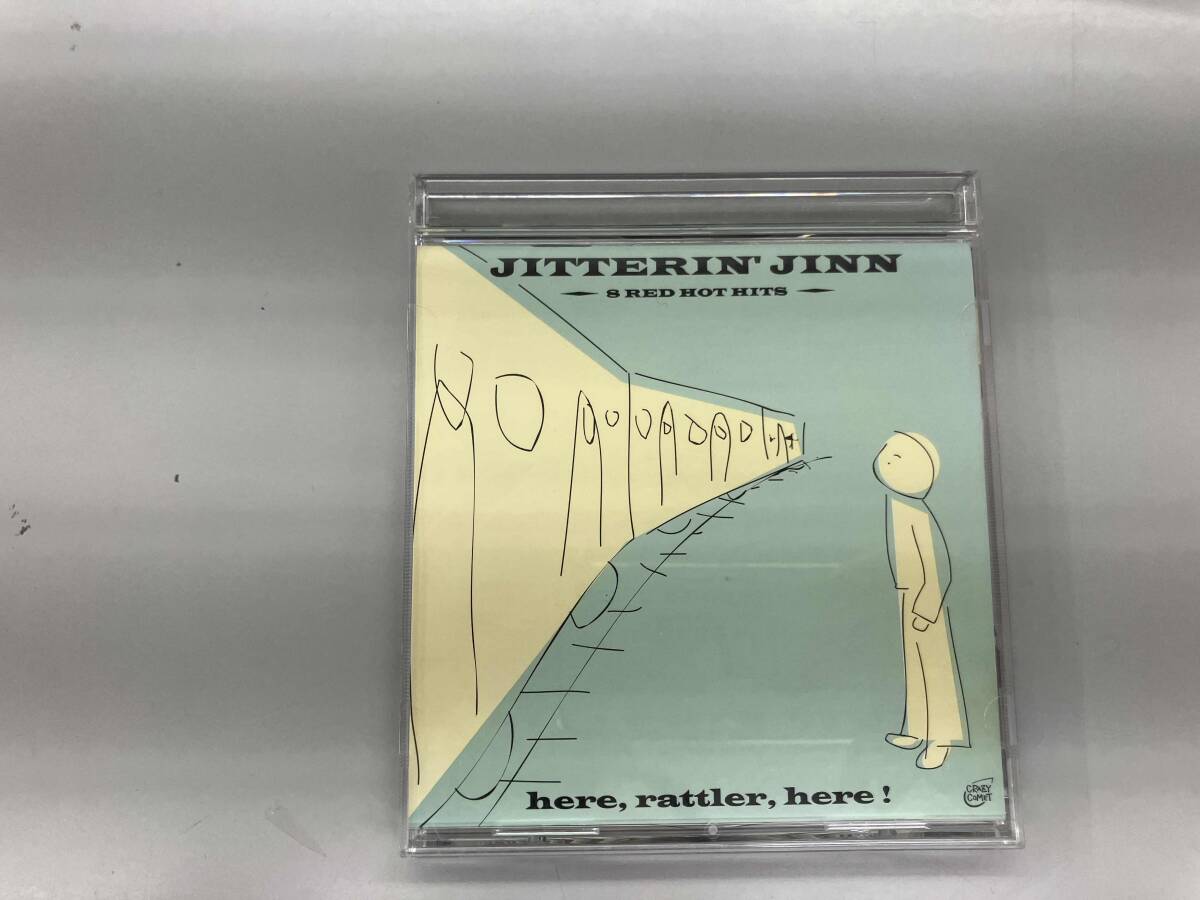 JITTERIN' JINN
8 RED HOT HITS
here, rattler, here !
CRAZY
COMET